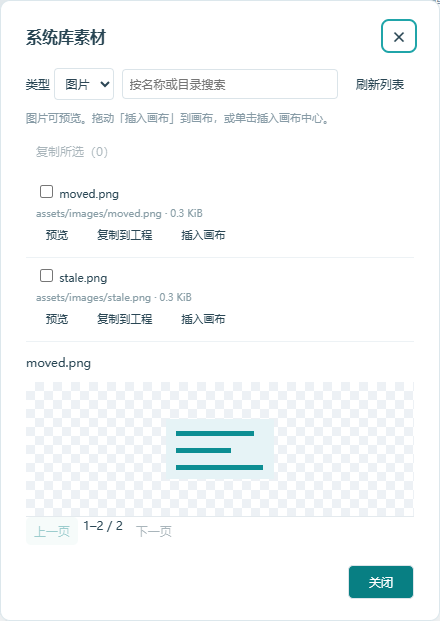 系统库素材
×
类型 图片 按名称或目录搜索 刷新列表
图片可预览。拖动「插入画布」到画布，或单击插入画布中心。
复制所选（0）
moved.png
assets/images/moved.png · 0.3 KiB
预览 复制到工程 插入画布
stale.png
assets/images/stale.png · 0.3 KiB
预览 复制到工程 插入画布
moved.png
上一页 1–2 / 2 下一页
关闭